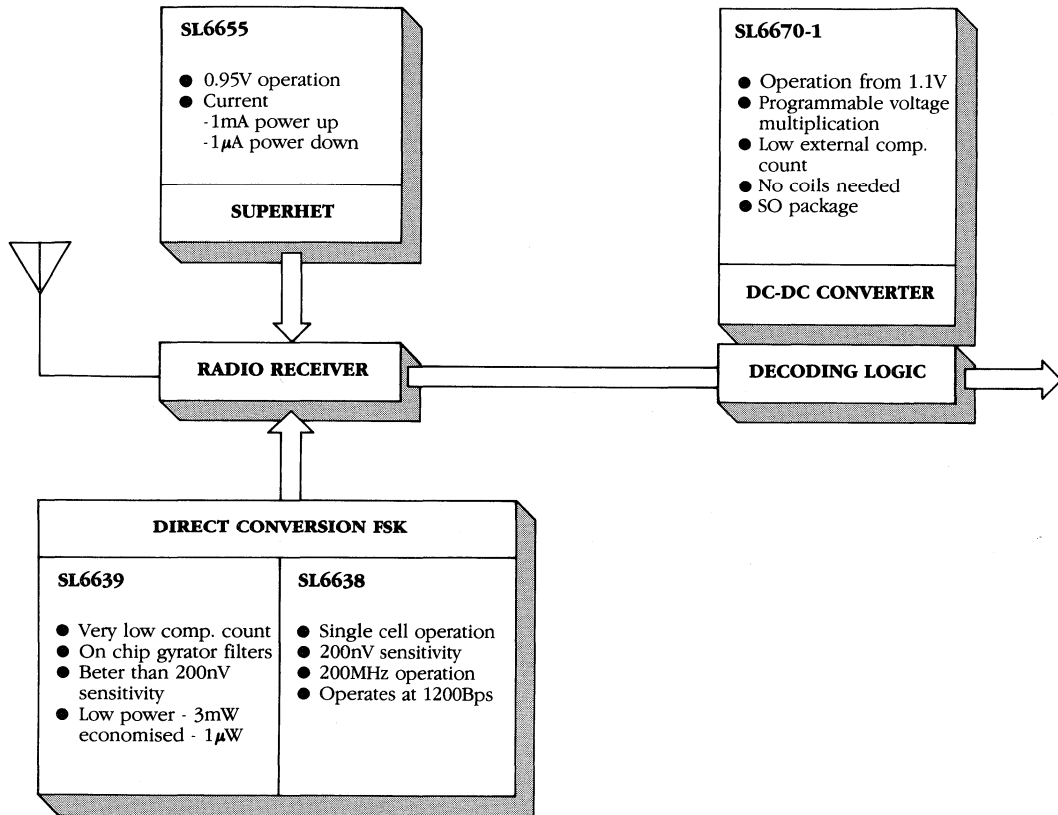 SL6655
● 0.95V operation
● Current
-1mA power up
-1µA power down
SUPERHET
SL6670-1
● Operation from 1.1V
● Programmable voltage
multiplication
● Low external comp.
count
● No coils needed
● SO package
DC-DC CONVERTER
RADIO RECEIVER
DECODING LOGIC
DIRECT CONVERSION FSK
SL6639
● Very low comp. count
● On chip gyrator filters
● Beter than 200nV
sensitivity
● Low power - 3mW
economised - 1µW
SL6638
● Single cell operation
● 200nV sensitivity
● 200MHz operation
● Operates at 1200Bps